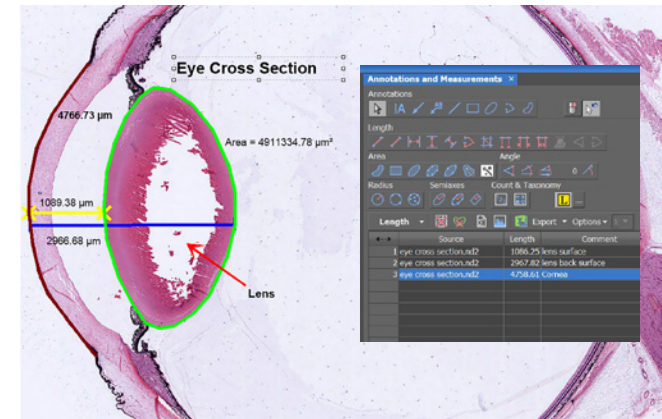 Eye Cross Section
4766.73 µm
Area = 4911334.78 µm²
1089.38 µm
2966.68 µm
Lens
Annotations and Measurements ×
Annotations
Length
Area Angle
Radius Semiaxes Count & Taxonomy
Length Export Options
Source Length Comment
1 eye cross section.nd2 1086.25 lens surface
2 eye cross section.nd2 2967.82 lens back surface
3 eye cross section.nd2 4758.61 Cornea